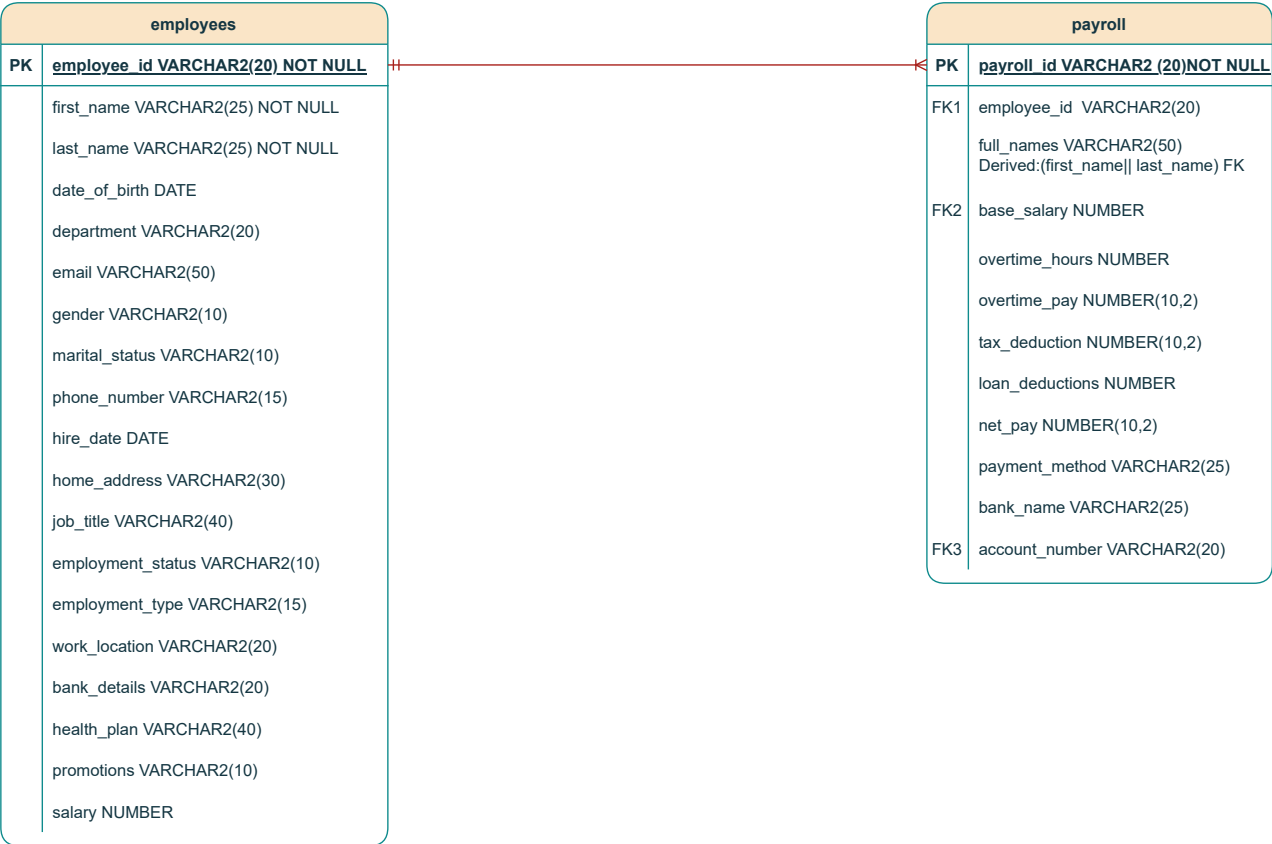 employees
PK employee_id VARCHAR2(20) NOT NULL
first_name VARCHAR2(25) NOT NULL
last_name VARCHAR2(25) NOT NULL
date_of_birth DATE
department VARCHAR2(20)
email VARCHAR2(50)
gender VARCHAR2(10)
marital_status VARCHAR2(10)
phone_number VARCHAR2(15)
hire_date DATE
home_address VARCHAR2(30)
job_title VARCHAR2(40)
employment_status VARCHAR2(10)
employment_type VARCHAR2(15)
work_location VARCHAR2(20)
bank_details VARCHAR2(20)
health_plan VARCHAR2(40)
promotions VARCHAR2(10)
salary NUMBER
payroll
PK payroll_id VARCHAR2 (20)NOT NULL
FK1 employee_id  VARCHAR2(20)
full_names VARCHAR2(50)
Derived:(first_name|| last_name) FK
FK2 base_salary NUMBER
overtime_hours NUMBER
overtime_pay NUMBER(10,2)
tax_deduction NUMBER(10,2)
loan_deductions NUMBER
net_pay NUMBER(10,2)
payment_method VARCHAR2(25)
bank_name VARCHAR2(25)
FK3 account_number VARCHAR2(20)